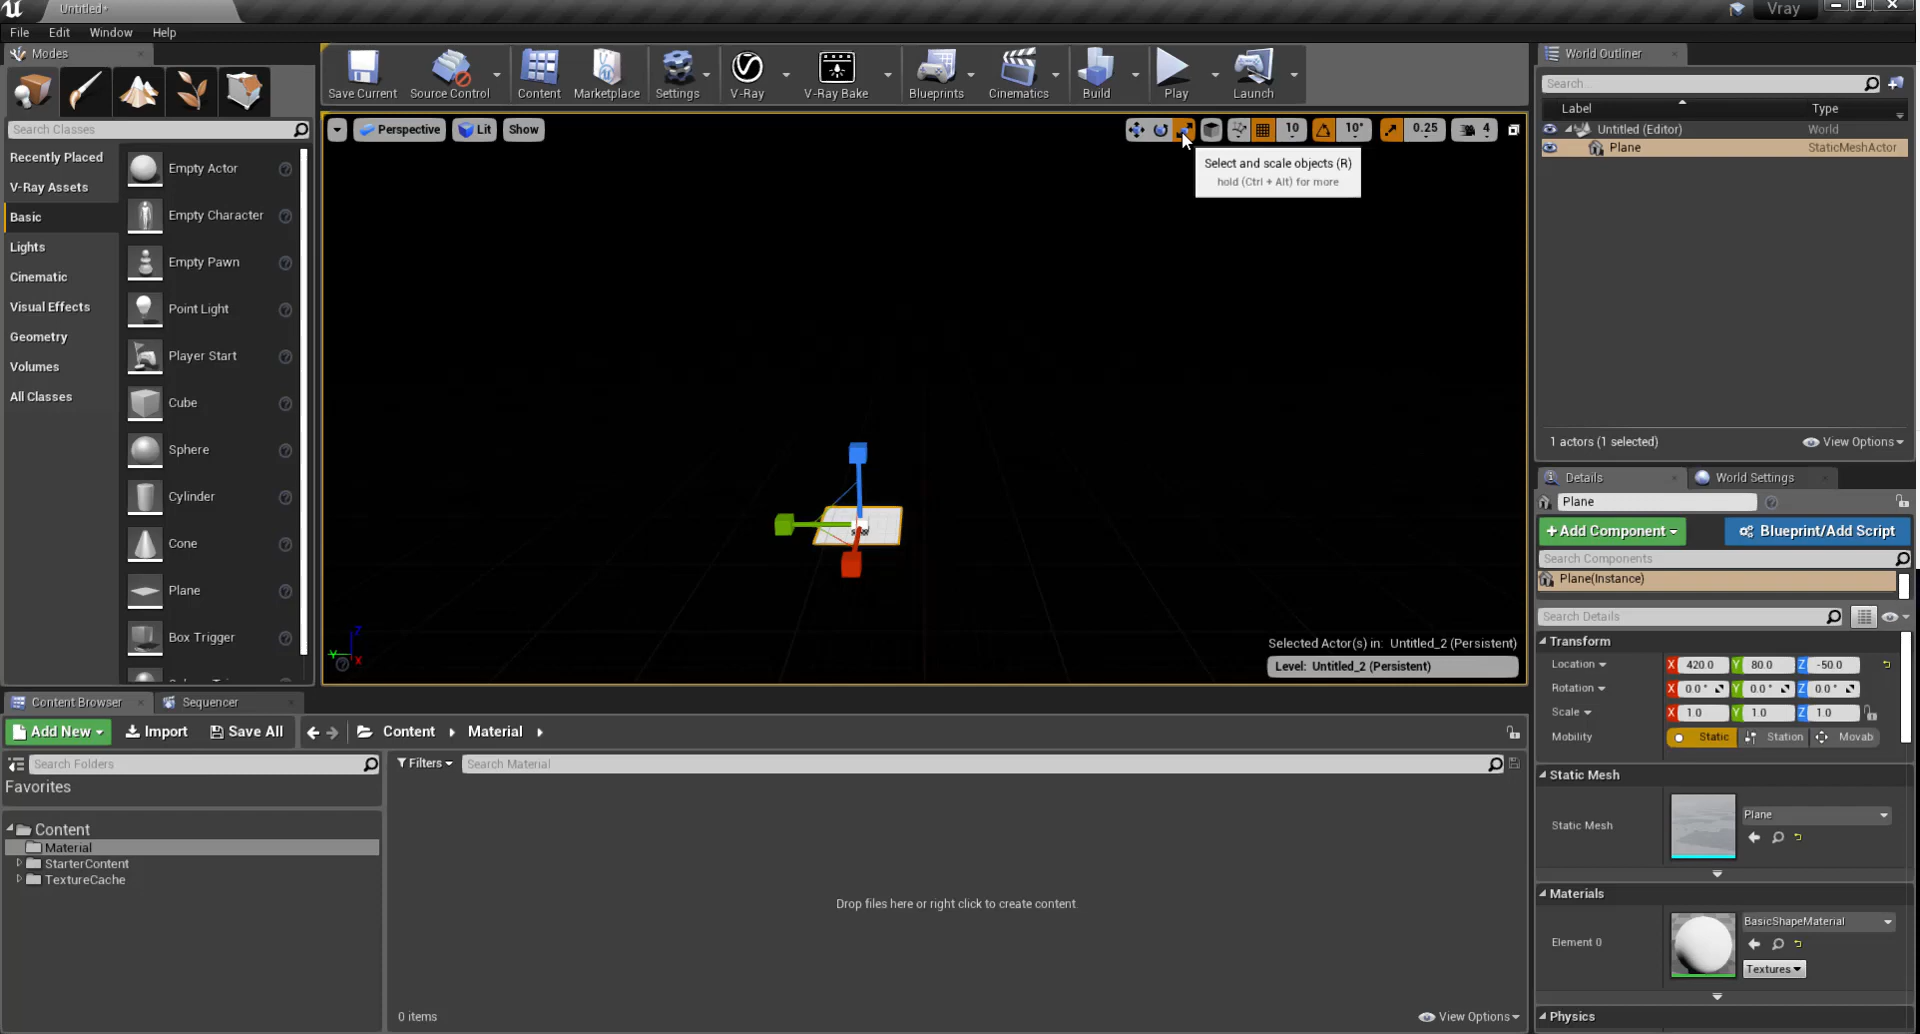 Untitled*
Vray
File Edit Window Help
Modes
Save Current
Source Control
Content
Marketplace
Settings
V-Ray
V-Ray Bake
Blueprints
Cinematics
Build
Play
Launch
World Outliner
Search...
Label
Type
Untitled (Editor)
World
Plane
StaticMeshActor
Search Classes
Recently Placed
V-Ray Assets
Basic
Lights
Cinematic
Visual Effects
Geometry
Volumes
All Classes
Empty Actor
Empty Character
Empty Pawn
Point Light
Player Start
Cube
Sphere
Cylinder
Cone
Plane
Box Trigger
Perspective
Lit
Show
10
10°
0.25
4
Select and scale objects (R)
hold (Ctrl + Alt) for more
Z
Y
X
Selected Actor(s) in: Untitled_2 (Persistent)
Level: Untitled_2 (Persistent)
1 actors (1 selected)
View Options
Details
World Settings
Plane
+Add Component
Blueprint/Add Script
Search Components
Plane(Instance)
Search Details
Transform
Location X 420.0 Y 80.0 Z -50.0
Rotation X 0.0° Y 0.0° Z 0.0°
Scale X 1.0 Y 1.0 Z 1.0
Mobility Static Station Movab
Static Mesh
Static Mesh
Plane
Materials
Element 0
BasicShapeMaterial
Textures
Physics
Content Browser
Sequencer
Add New
Import
Save All
Content
Material
Search Folders
Filters
Search Material
Favorites
Content
Material
StarterContent
TextureCache
Drop files here or right click to create content
0 items
View Options